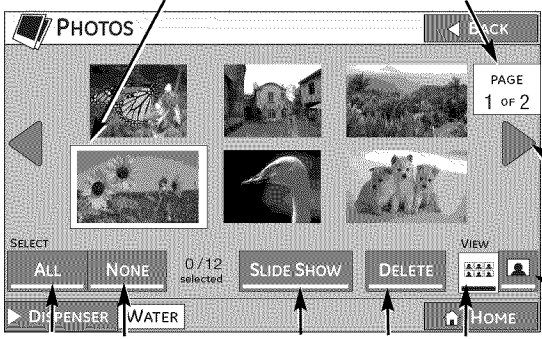 PHOTOS
BACK
PAGE
1 OF 2
SELECT
VIEW
ALL
NONE
0/12
selected
SLIDE SHOW
DELETE
DISPENSER
WATER
HOME